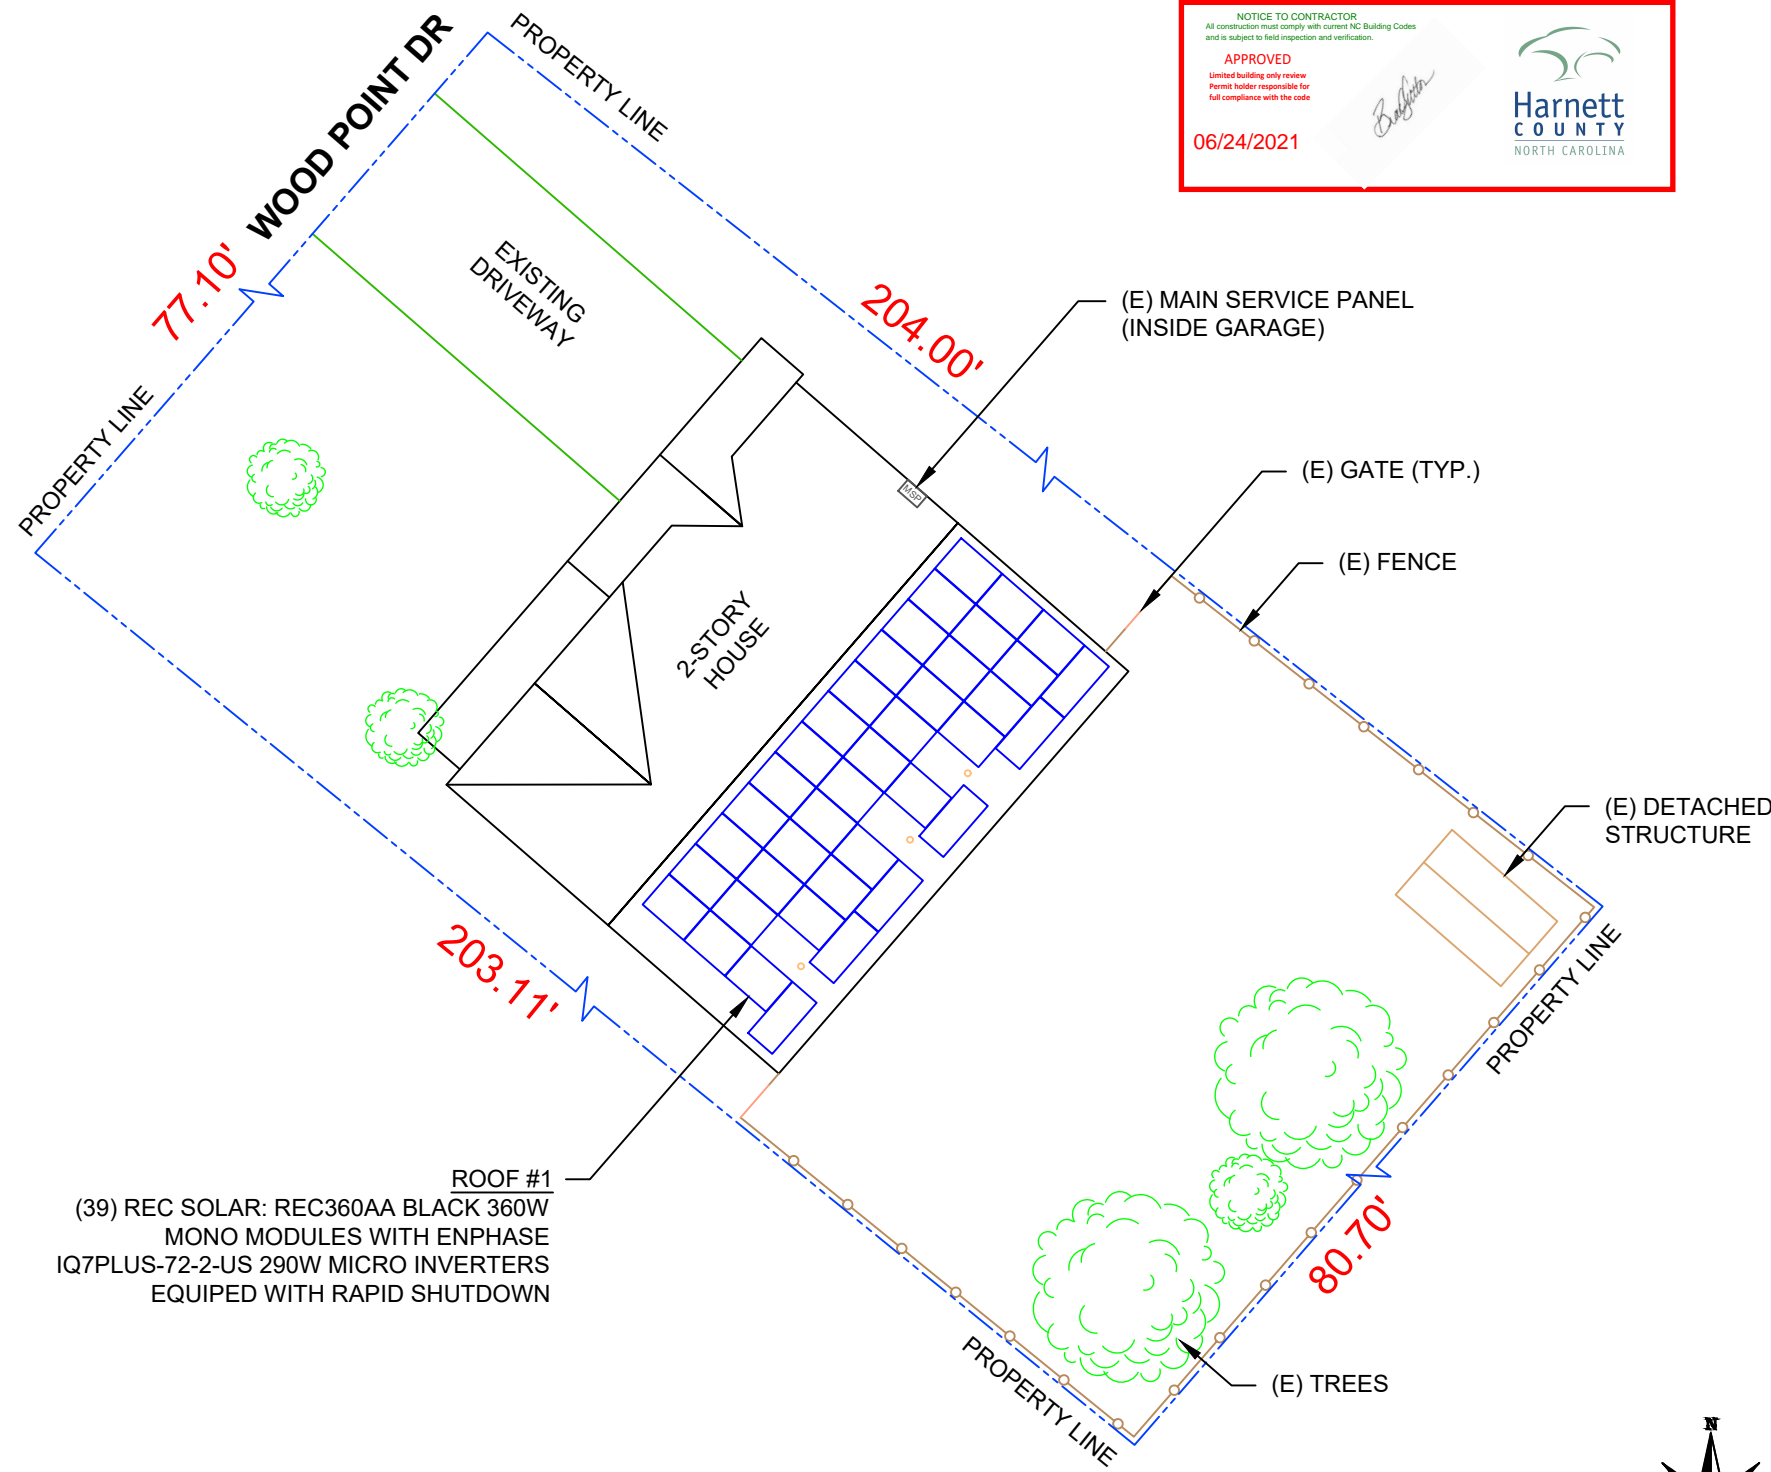 NOTICE TO CONTRACTOR
All construction must comply with current NC Building Codes
and is subject to field inspection and verification.
APPROVED
Limited building only review
Permit holder responsible for
full compliance with the code
06/24/2021
Harnett
COUNTY
NORTH CAROLINA
WOOD POINT DR
PROPERTY LINE
77.10'
EXISTING
DRIVEWAY
204.00'
(E) MAIN SERVICE PANEL
(INSIDE GARAGE)
PROPERTY LINE
MSP
(E) GATE (TYP.)
(E) FENCE
2-STORY
HOUSE
(E) DETACHED
STRUCTURE
203.11'
PROPERTY LINE
ROOF #1
(39) REC SOLAR: REC360AA BLACK 360W
MONO MODULES WITH ENPHASE
IQ7PLUS-72-2-US 290W MICRO INVERTERS
EQUIPED WITH RAPID SHUTDOWN
80.70'
PROPERTY LINE
(E) TREES
N